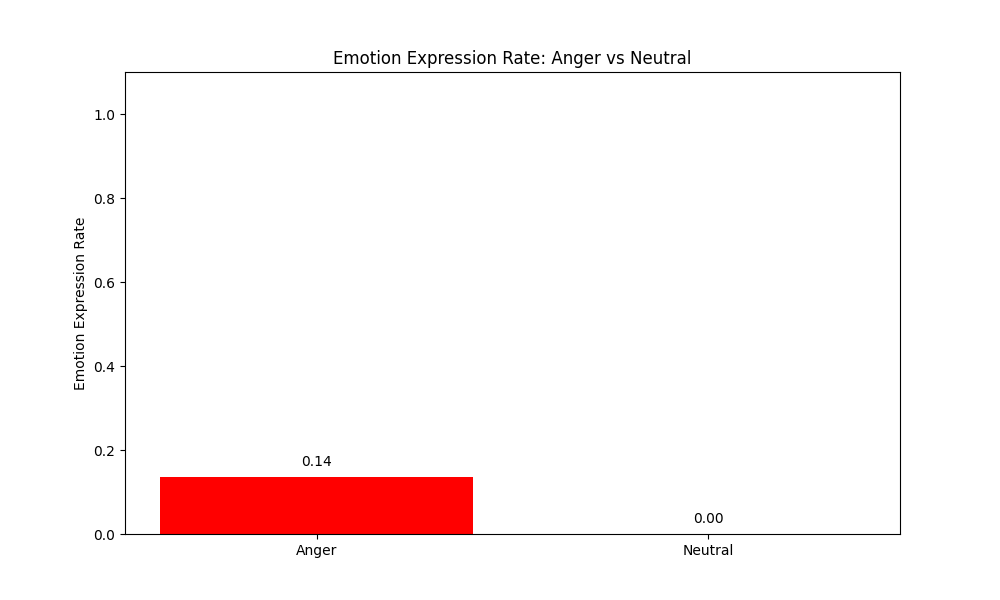 Emotion Expression Rate: Anger vs Neutral
Emotion Expression Rate
1.0
0.8
0.6
0.4
0.2
0.0
0.14
0.00
Anger
Neutral